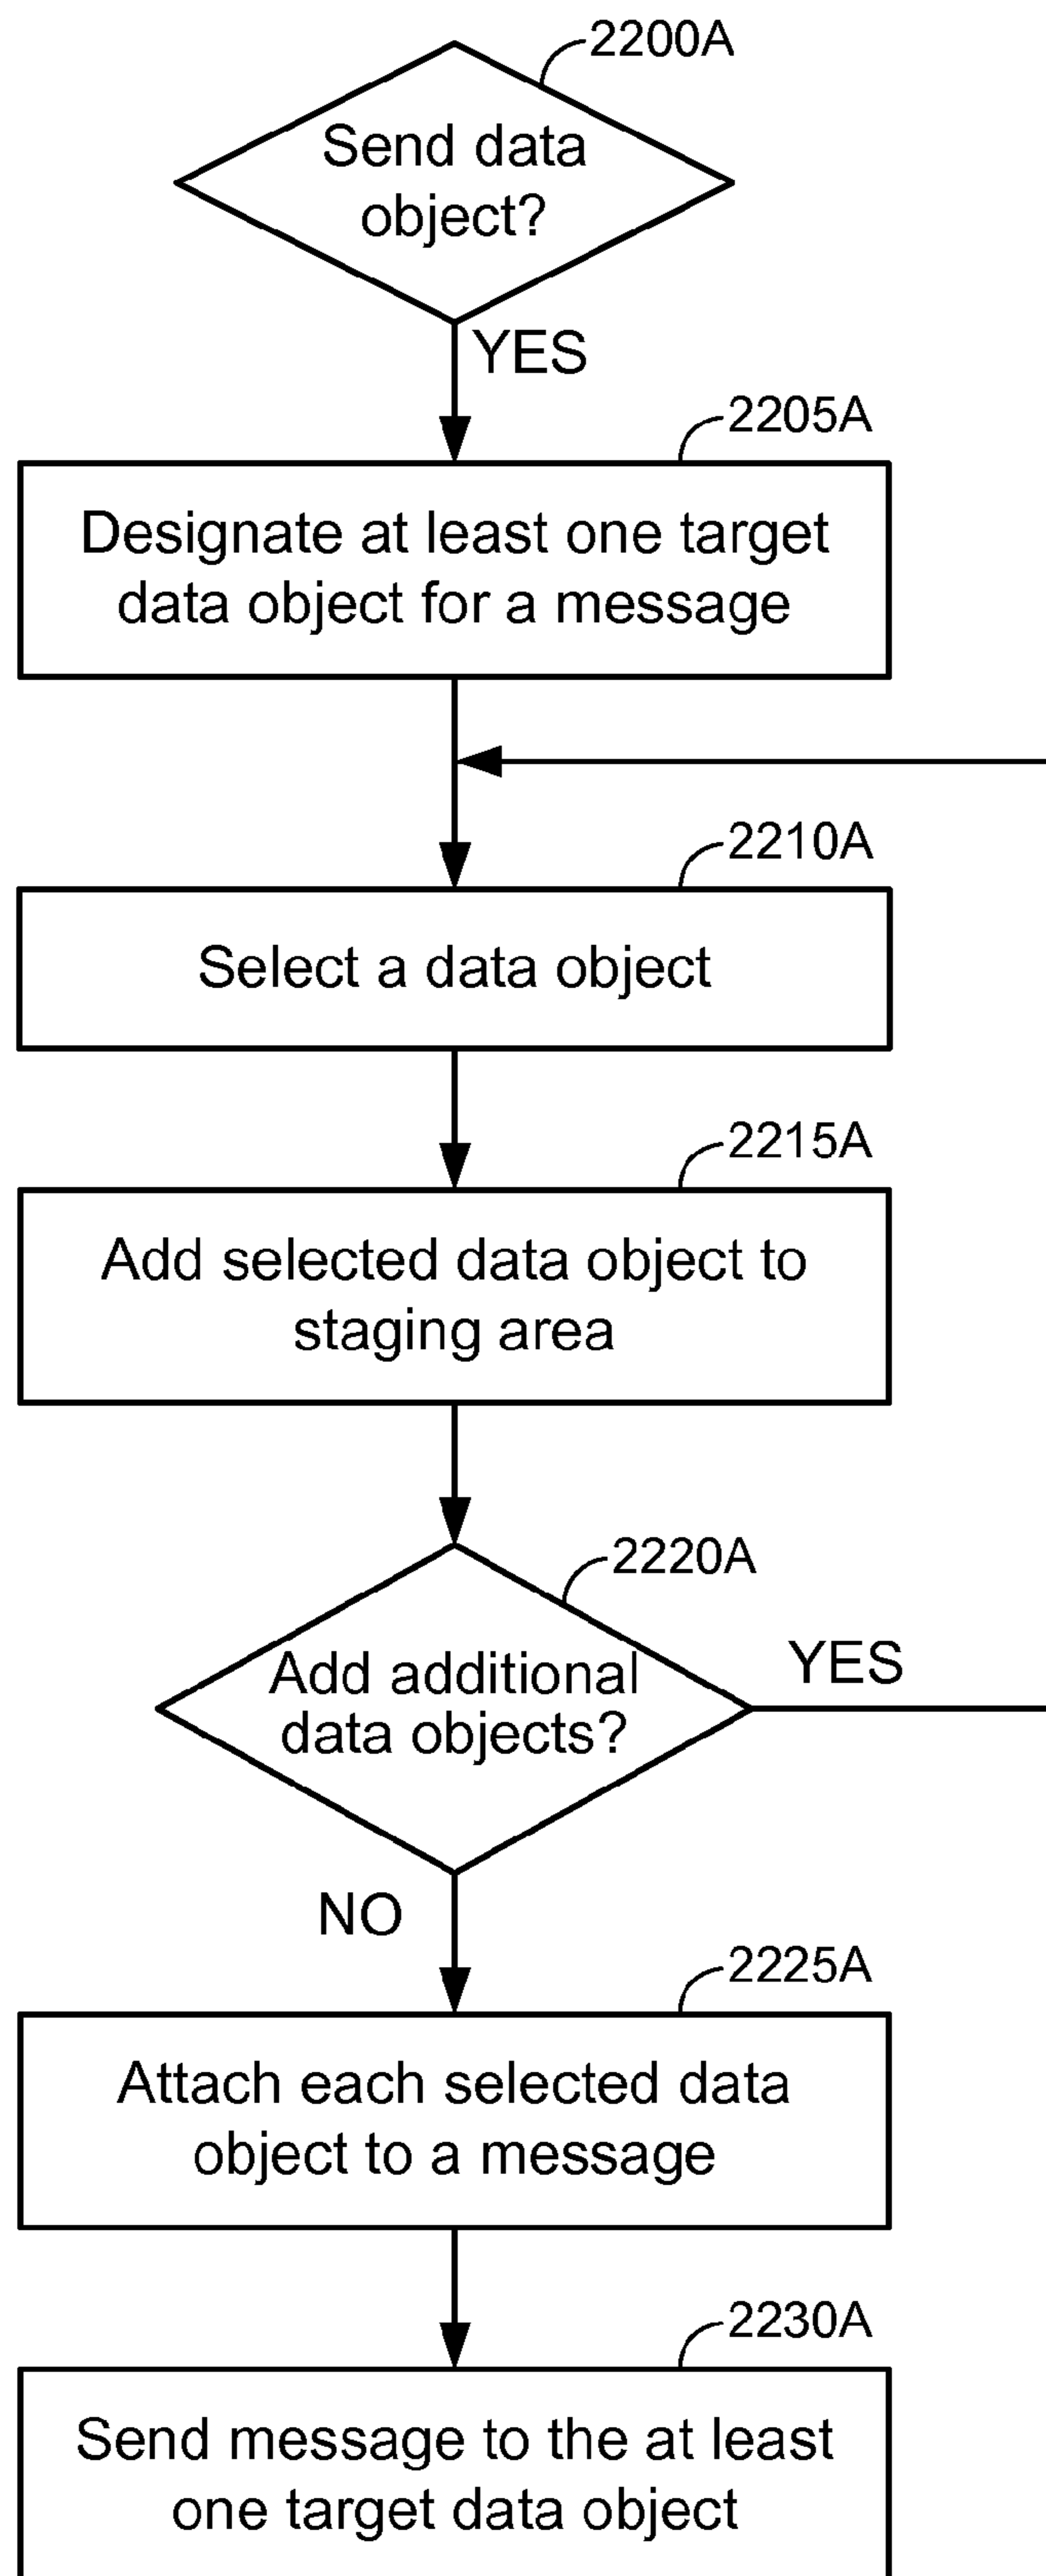 2200A
Send data
object?
YES
2205A
Designate at least one target
data object for a message
2210A
Select a data object
2215A
Add selected data object to
staging area
2220A
Add additional
data objects?
YES
NO
2225A
Attach each selected data
object to a message
2230A
Send message to the at least
one target data object